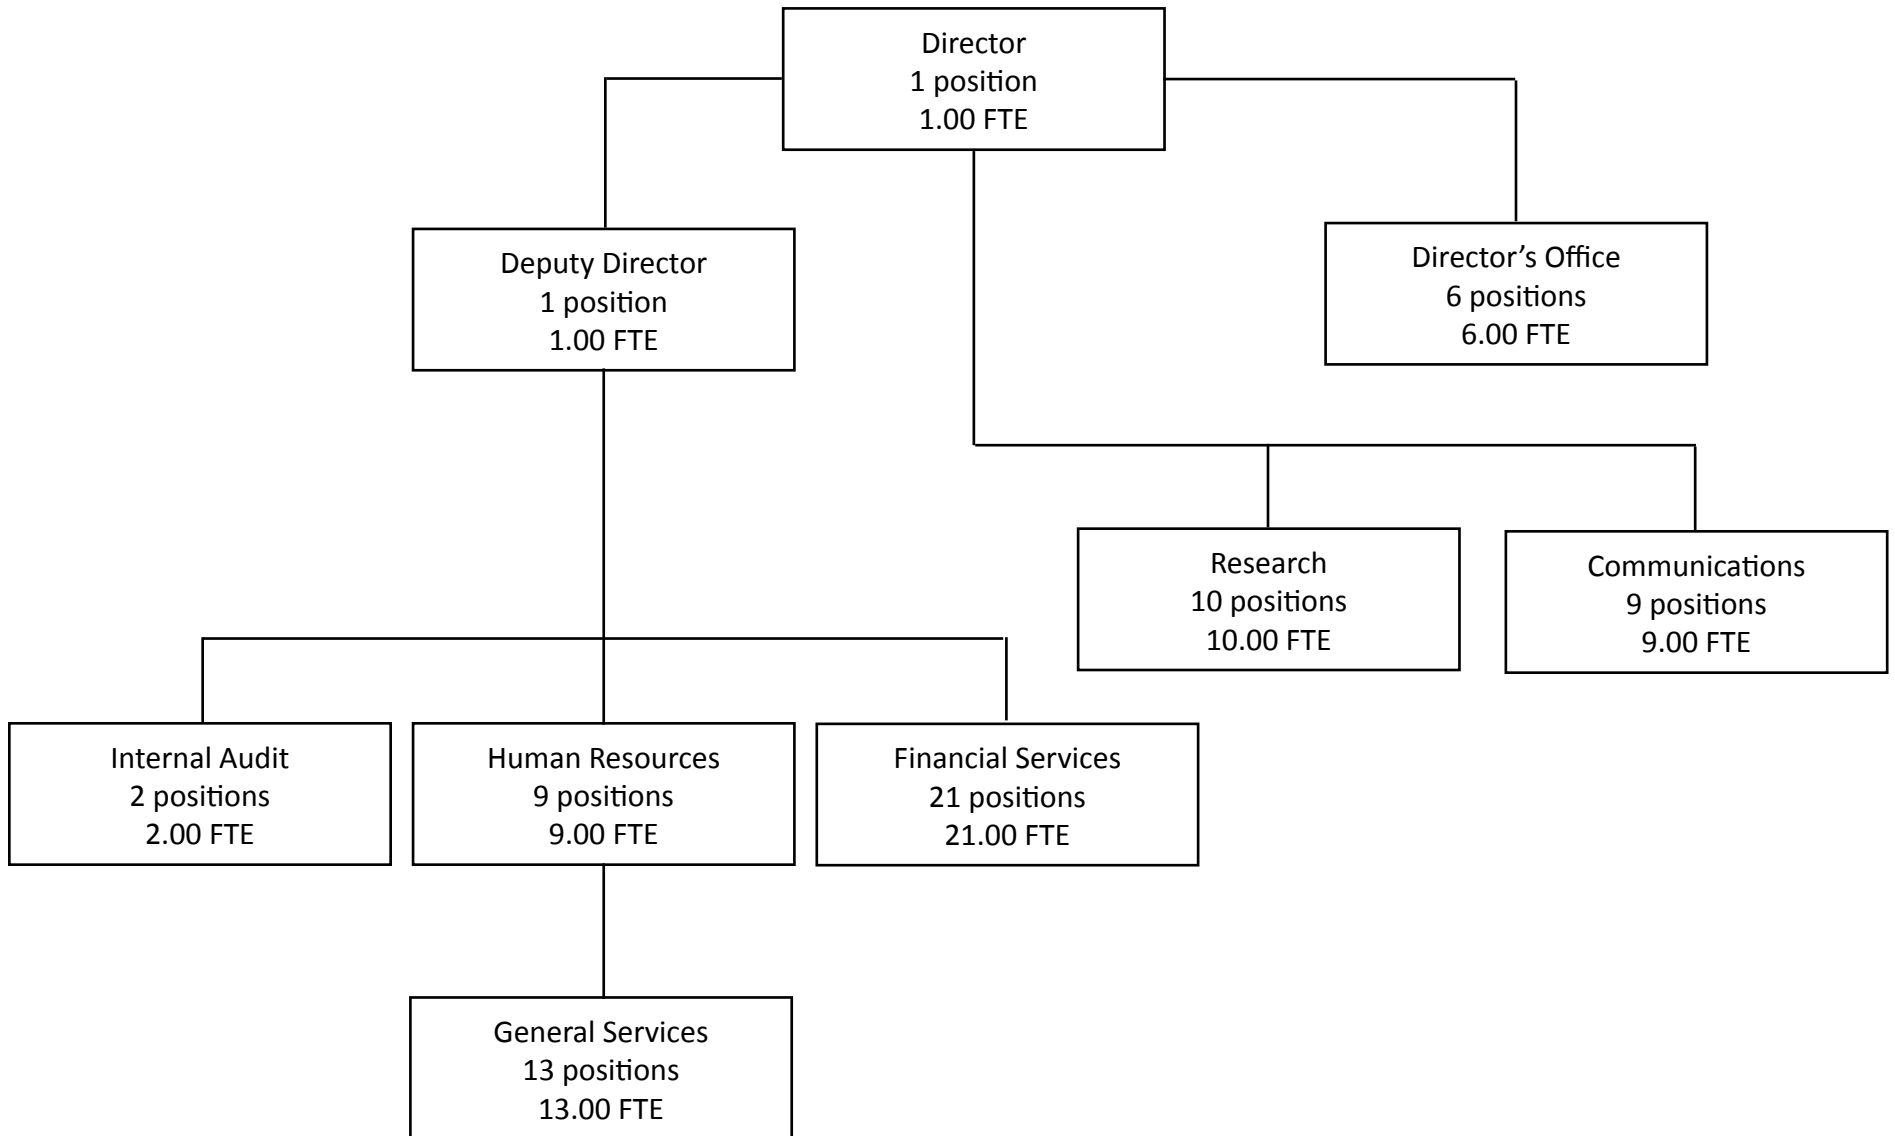 Director
1 position
1.00 FTE
Deputy Director
1 position
1.00 FTE
Director’s Office
6 positions
6.00 FTE
Research
10 positions
10.00 FTE
Communications
9 positions
9.00 FTE
Internal Audit
2 positions
2.00 FTE
Human Resources
9 positions
9.00 FTE
Financial Services
21 positions
21.00 FTE
General Services
13 positions
13.00 FTE